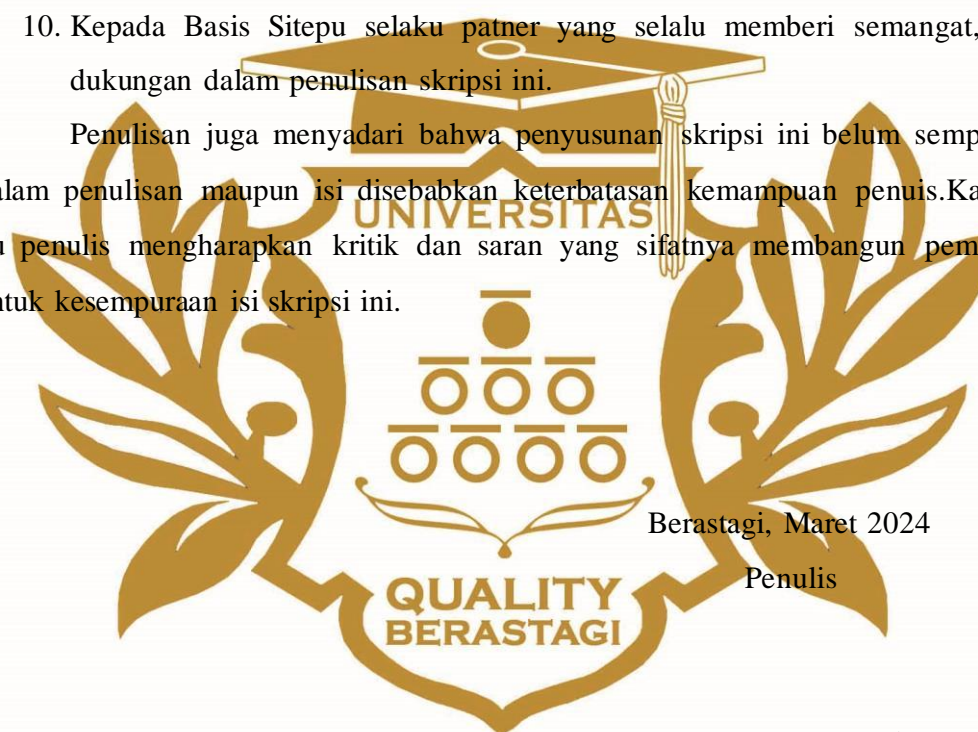 10. Kepada Basis Sitepu selaku patner yang selalu memberi semangat,
dukungan dalam penulisan skripsi ini.
Penulisan juga menyadari bahwa penyusunan skripsi ini belum semp
alam penulisan maupun isi disebabkan keterbatasan kemampuan penuis.Ka
u penulis mengharapkan kritik dan saran yang sifatnya membangun pem
ntuk kesempuraan isi skripsi ini.
UNIVERSITAS
Berastagi, Maret 2024
Penulis
QUALITY
BERASTAGI